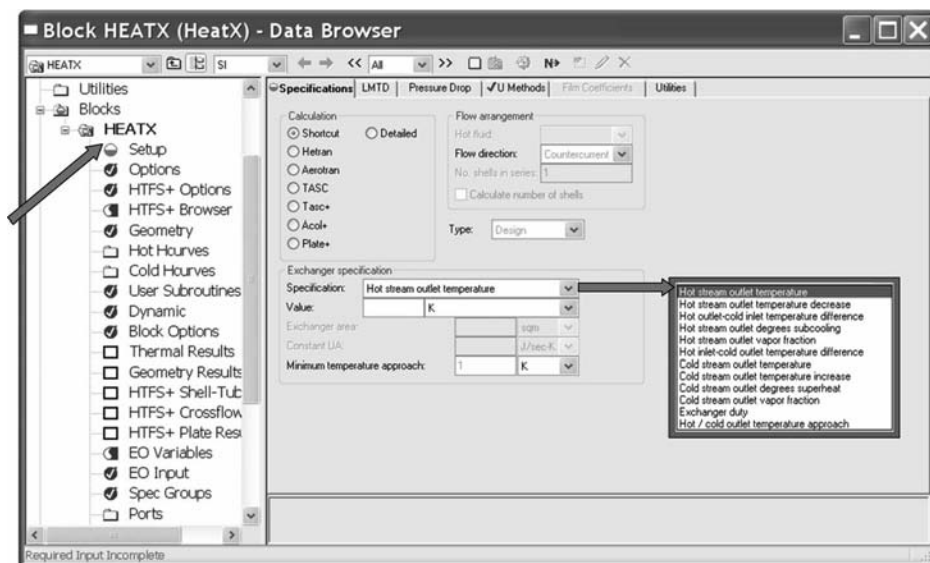 Block HEATX (HeatX) - Data Browser
HEATX SI << All >> N
Utilities
Blocks
HEATX
Setup
Options
HTFS+ Options
HTFS+ Browser
Geometry
Hot Hcurves
Cold Hcurves
User Subroutines
Dynamic
Block Options
Thermal Results
Geometry Results
HTFS+ Shell-Tub
HTFS+ Crossflow
HTFS+ Plate Resu
EO Variables
EO Input
Spec Groups
Ports
Specifications LMTD Pressure Drop U Methods Film Coefficients Utilities
Calculation
Shortcut Detailed
Hetran
Aerotran
TASC
Tasc+
Acol+
Plate+
Flow arrangement
Hot fluid:
Flow direction: Countercurrent
No. shells in series: 1
Calculate number of shells
Type: Design
Exchanger specification
Specification: Hot stream outlet temperature
Value: K
Exchanger area: sqm
Constant UA: J/sec-K
Minimum temperature approach: 1 K
Hot stream outlet temperature
Hot stream outlet temperature decrease
Hot outlet-cold inlet temperature difference
Hot stream outlet degrees subcooling
Hot stream outlet vapor fraction
Hot inlet-cold outlet temperature difference
Cold stream outlet temperature
Cold stream outlet temperature increase
Cold stream outlet degrees superheat
Cold stream outlet vapor fraction
Exchanger duty
Hot / cold outlet temperature approach
Required Input Incomplete